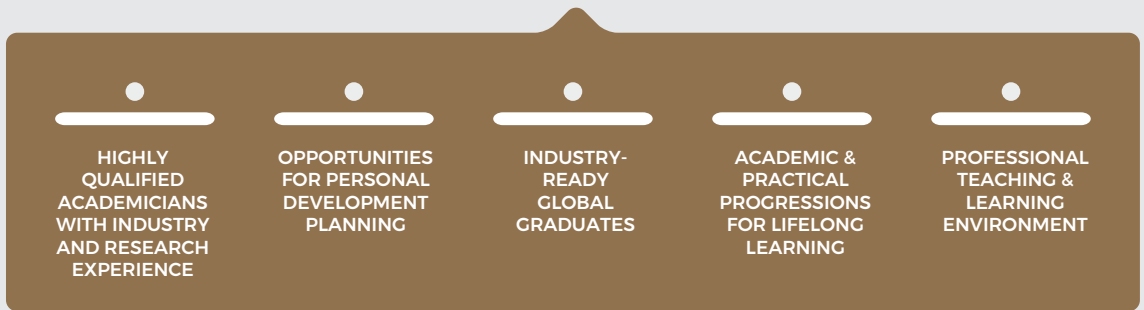 HIGHLY
QUALIFIED
ACADEMICIANS
WITH INDUSTRY
AND RESEARCH
EXPERIENCE
OPPORTUNITIES
FOR PERSONAL
DEVELOPMENT
PLANNING
INDUSTRY-
READY
GLOBAL
GRADUATES
ACADEMIC &
PRACTICAL
PROGRESSIONS
FOR LIFELONG
LEARNING
PROFESSIONAL
TEACHING &
LEARNING
ENVIRONMENT